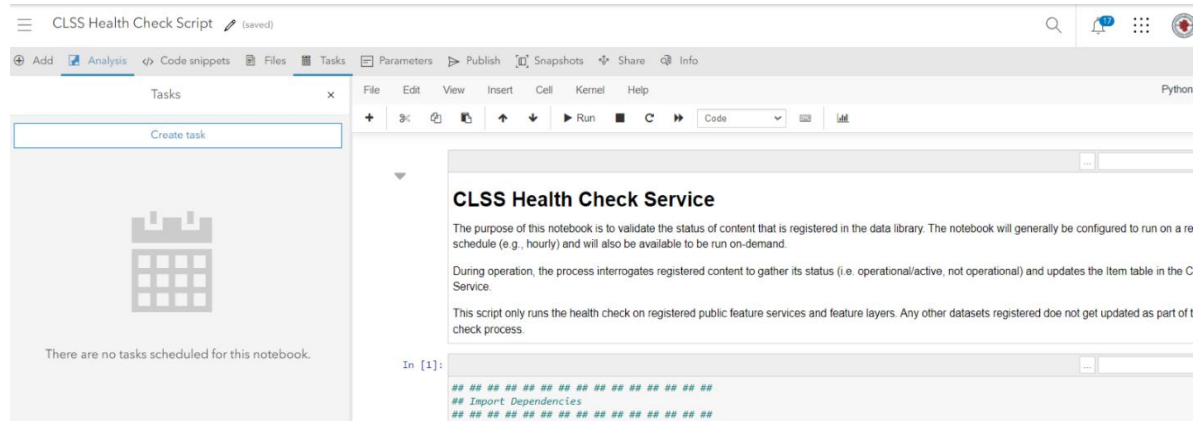 CLSS Health Check Script (saved)
17
Add Analysis </> Code snippets Files Tasks Parameters Publish Snapshots Share Info
Tasks ×
Create task
There are no tasks scheduled for this notebook.
File Edit View Insert Cell Kernel Help Python
Run Code
CLSS Health Check Service
The purpose of this notebook is to validate the status of content that is registered in the data library. The notebook will generally be configured to run on a re
schedule (e.g., hourly) and will also be available to be run on-demand.
During operation, the process interrogates registered content to gather its status (i.e. operational/active, not operational) and updates the Item table in the C
Service.
This script only runs the health check on registered public feature services and feature layers. Any other datasets registered doe not get updated as part of t
check process.
In [1]:
## ## ## ## ## ## ## ## ## ## ## ## ## ## ##
## Import Dependencies
## ## ## ## ## ## ## ## ## ## ## ## ## ## ##